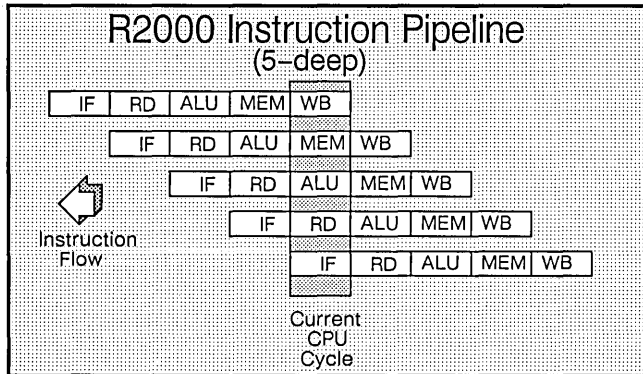 R2000 Instruction Pipeline
(5-deep)
IF RD ALU MEM WB
IF RD ALU MEM WB
IF RD ALU MEM WB
IF RD ALU MEM WB
IF RD ALU MEM WB
Instruction
Flow
Current
CPU
Cycle